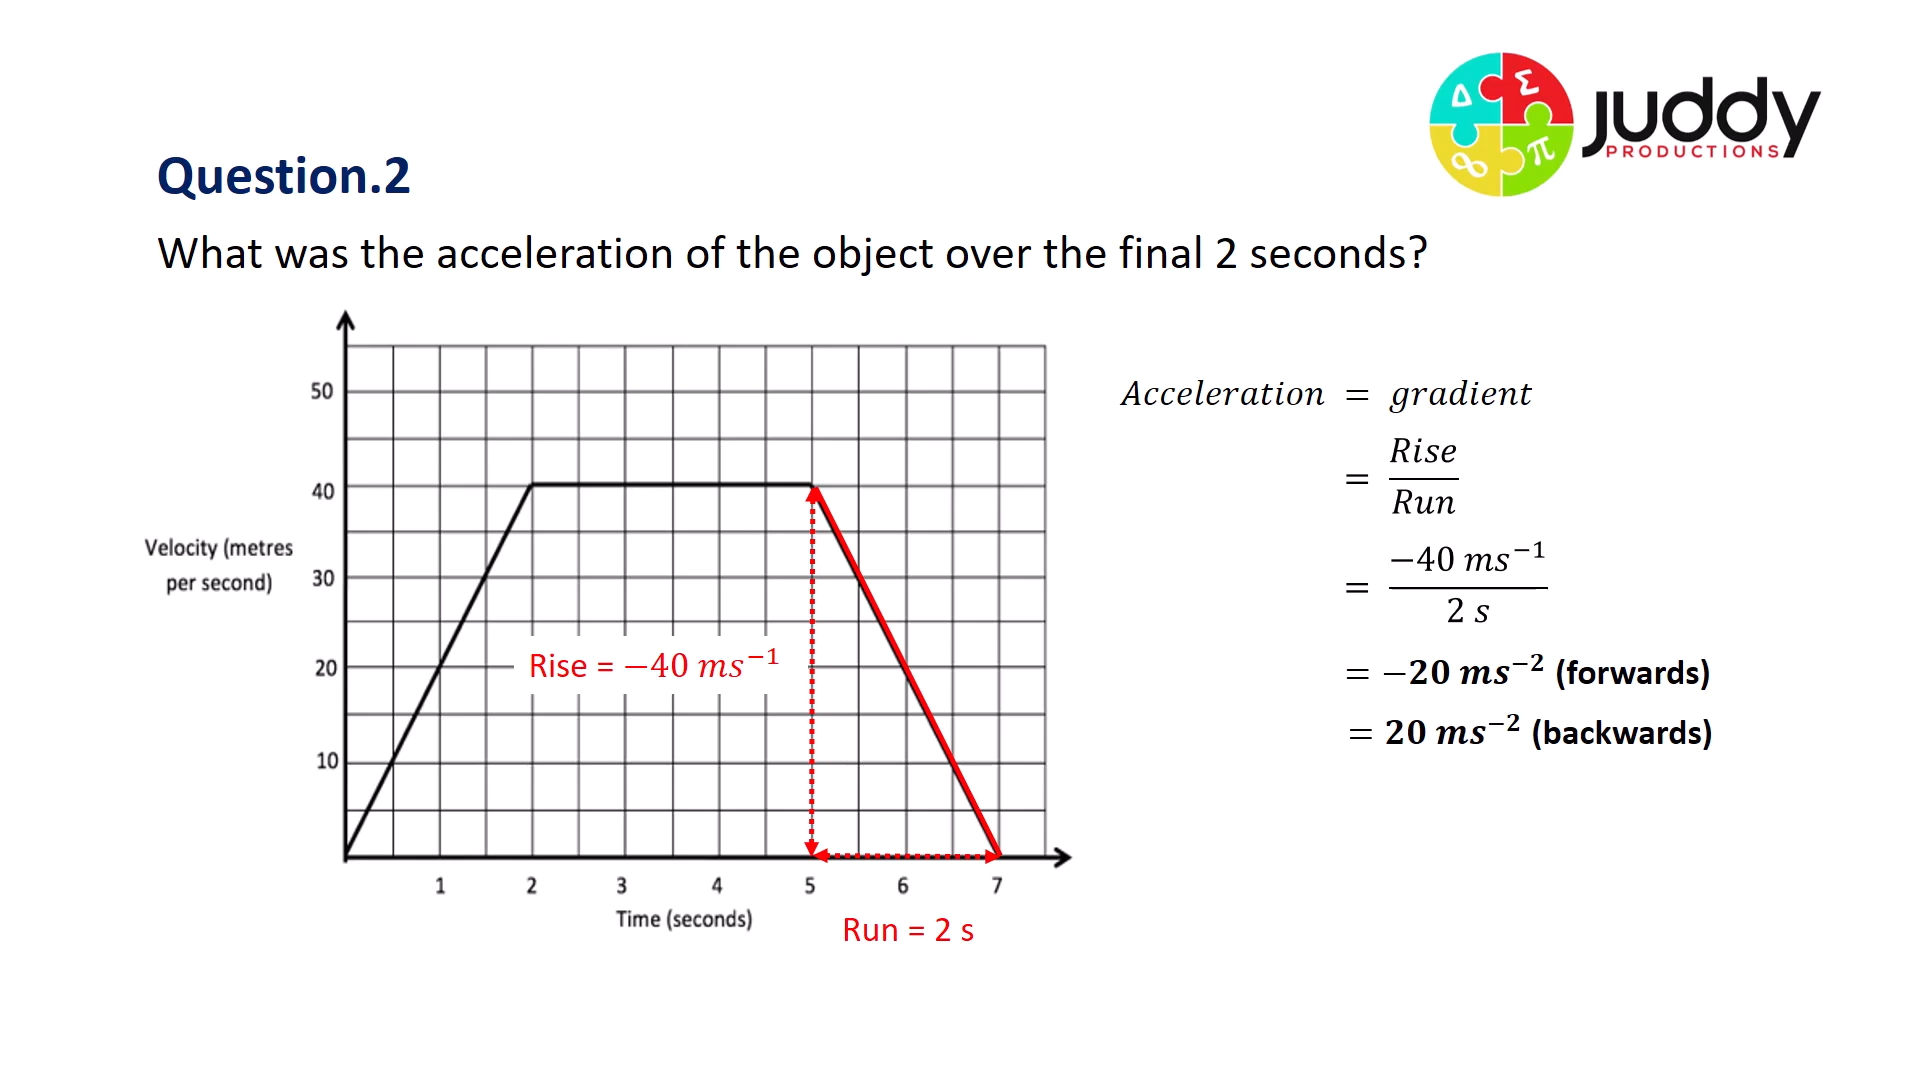 Δ Σ ∞ π
juddy
PRODUCTIONS
Question.2
What was the acceleration of the object over the final 2 seconds?
50
40
30
20
10
Velocity (metres
per second)
Rise = −40 ms⁻¹
1 2 3 4 5 6 7
Time (seconds)
Run = 2 s
Acceleration = gradient
= Rise
Run
= −40 ms⁻¹
2 s
= −20 ms⁻² (forwards)
= 20 ms⁻² (backwards)